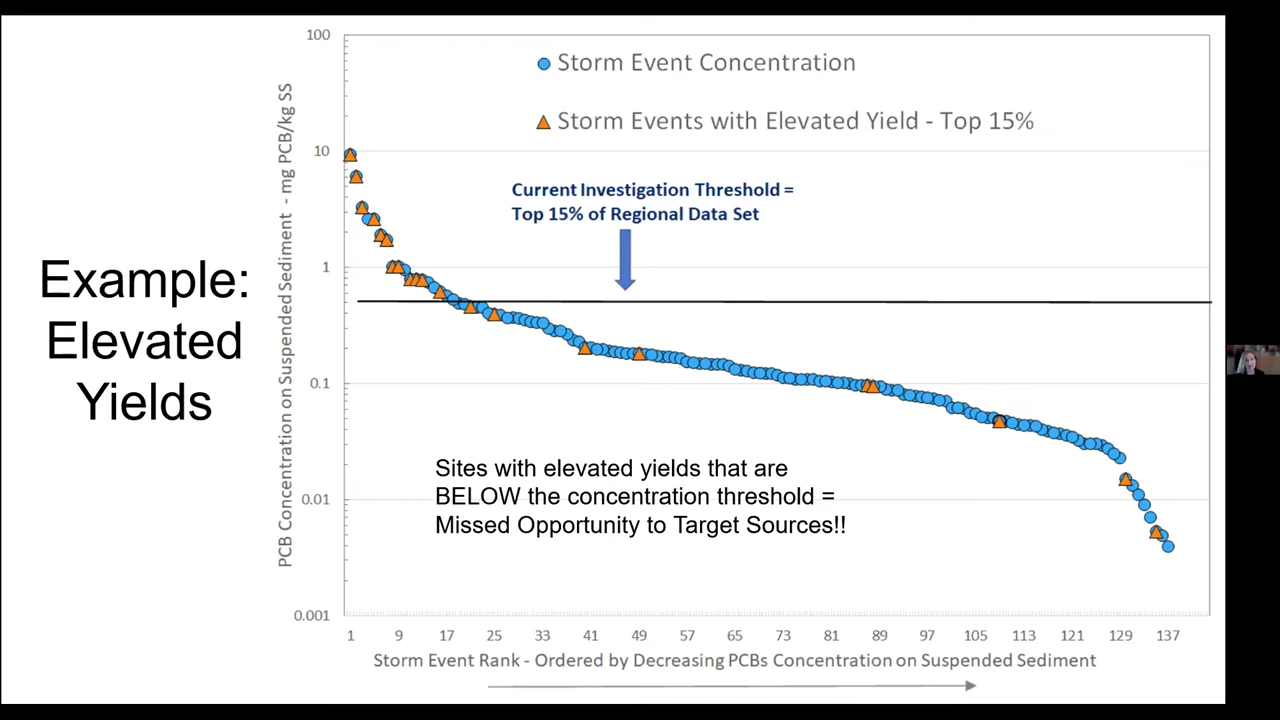 Example:
Elevated
Yields
PCB Concentration on Suspended Sediment - mg PCB/kg SS
100
10
1
0.1
0.01
0.001
Storm Event Concentration
Storm Events with Elevated Yield - Top 15%
Current Investigation Threshold =
Top 15% of Regional Data Set
Sites with elevated yields that are
BELOW the concentration threshold =
Missed Opportunity to Target Sources!!
1 9 17 25 33 41 49 57 65 73 81 89 97 105 113 121 129 137
Storm Event Rank - Ordered by Decreasing PCBs Concentration on Suspended Sediment